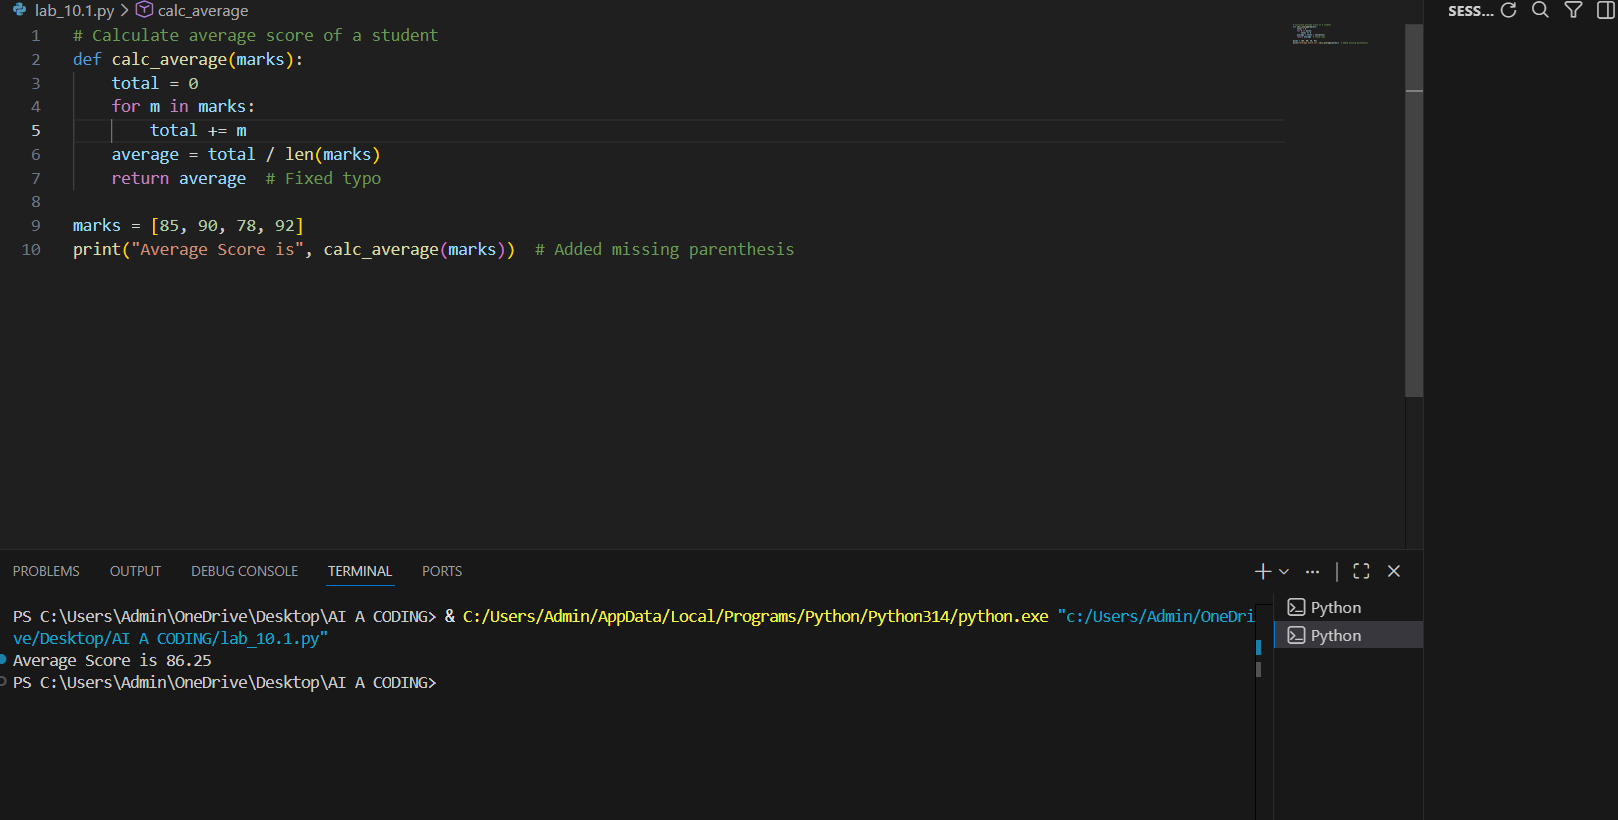 lab_10.1.py > calc_average
SESS...
1 # Calculate average score of a student
2 def calc_average(marks):
3     total = 0
4     for m in marks:
5         total += m
6     average = total / len(marks)
7     return average  # Fixed typo
8
9 marks = [85, 90, 78, 92]
10 print("Average Score is", calc_average(marks))  # Added missing parenthesis
PROBLEMS OUTPUT DEBUG CONSOLE TERMINAL PORTS
PS C:\Users\Admin\OneDrive\Desktop\AI A CODING> & C:/Users/Admin/AppData/Local/Programs/Python/Python314/python.exe "c:/Users/Admin/OneDri
ve/Desktop/AI A CODING/lab_10.1.py"
Average Score is 86.25
PS C:\Users\Admin\OneDrive\Desktop\AI A CODING>
Python
Python